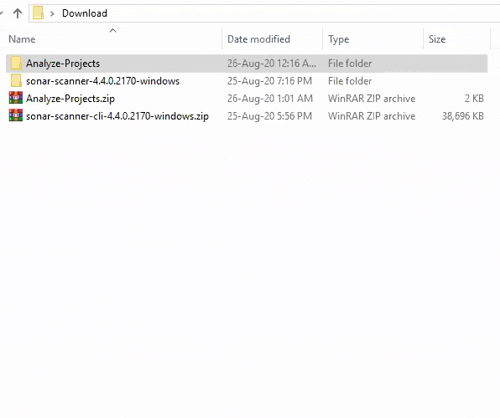 Download
Name Date modified Type Size
Analyze-Projects 26-Aug-20 12:16 A... File folder
sonar-scanner-4.4.0.2170-windows 25-Aug-20 7:16 PM File folder
Analyze-Projects.zip 26-Aug-20 1:01 AM WinRAR ZIP archive 2 KB
sonar-scanner-cli-4.4.0.2170-windows.zip 25-Aug-20 5:56 PM WinRAR ZIP archive 38,696 KB